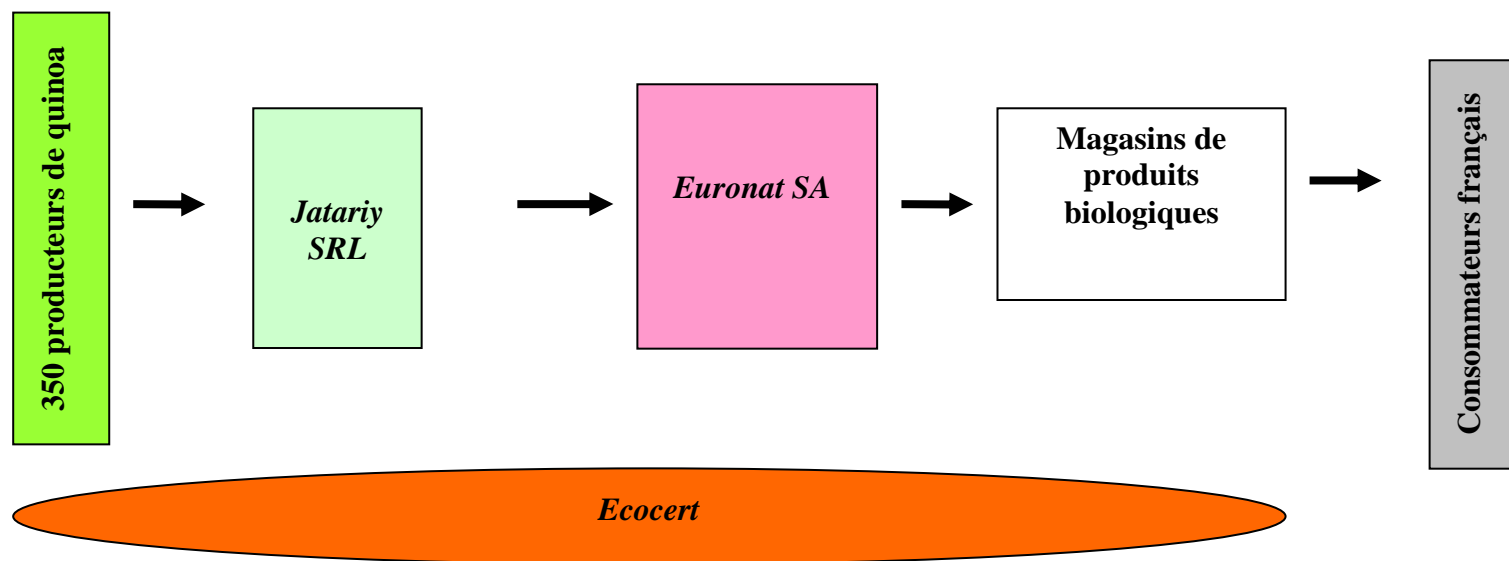 350 producteurs de quinoa
Jatariy
SRL
Euronat SA
Magasins de
produits
biologiques
Consommateurs français
Ecocert